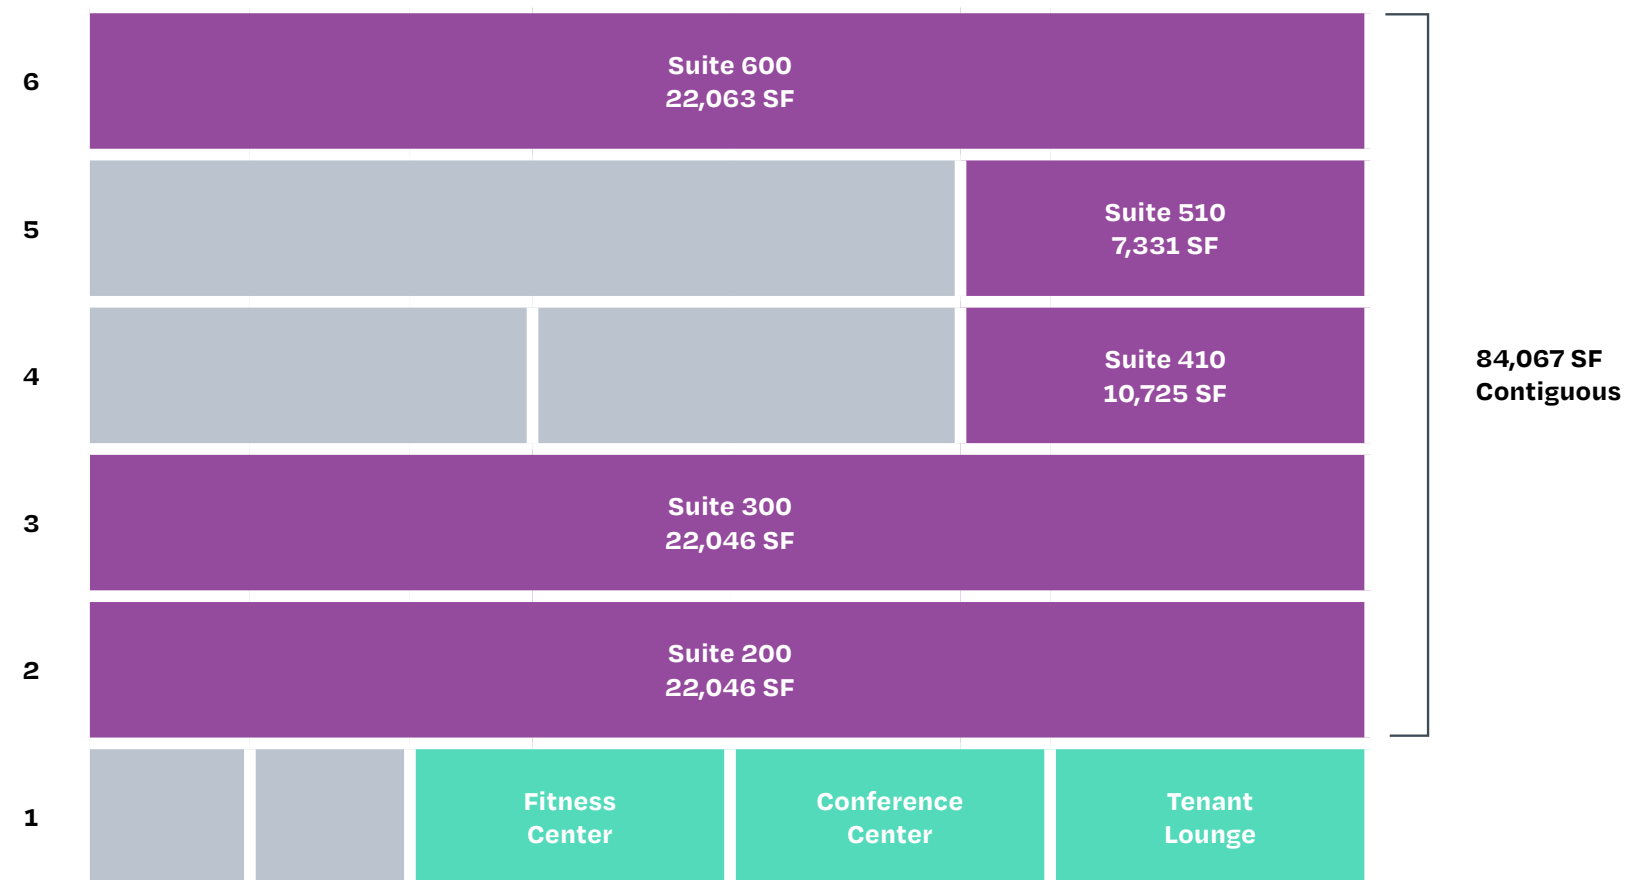 6
Suite 600
22,063 SF
5
Suite 510
7,331 SF
4
Suite 410
10,725 SF
84,067 SF
Contiguous
3
Suite 300
22,046 SF
2
Suite 200
22,046 SF
1
Fitness
Center
Conference
Center
Tenant
Lounge